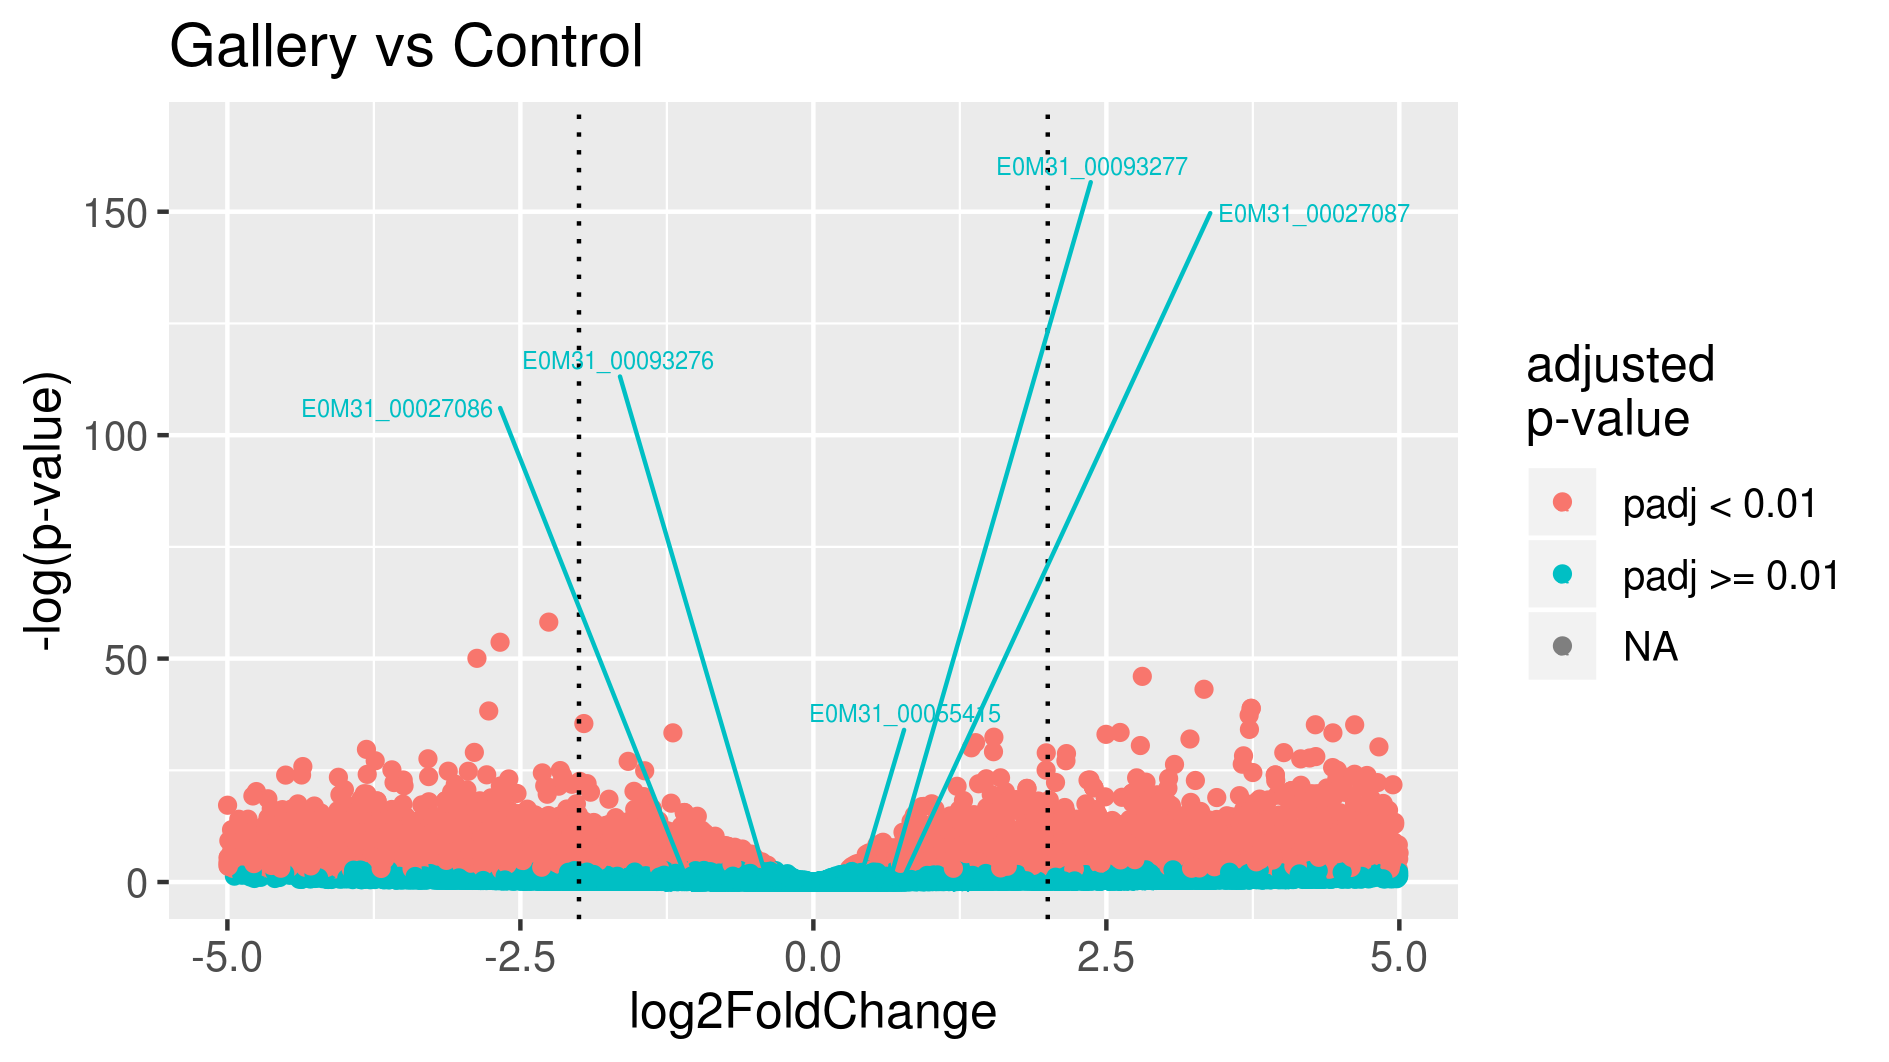 Gallery vs Control
-log(p-value)
150
100
50
0
E0M31_00093277
E0M31_00027087
E0M31_00093276
E0M31_00027086
E0M31_00055415
-5.0
-2.5
0.0
2.5
5.0
log2FoldChange
adjusted
p-value
padj < 0.01
padj >= 0.01
NA